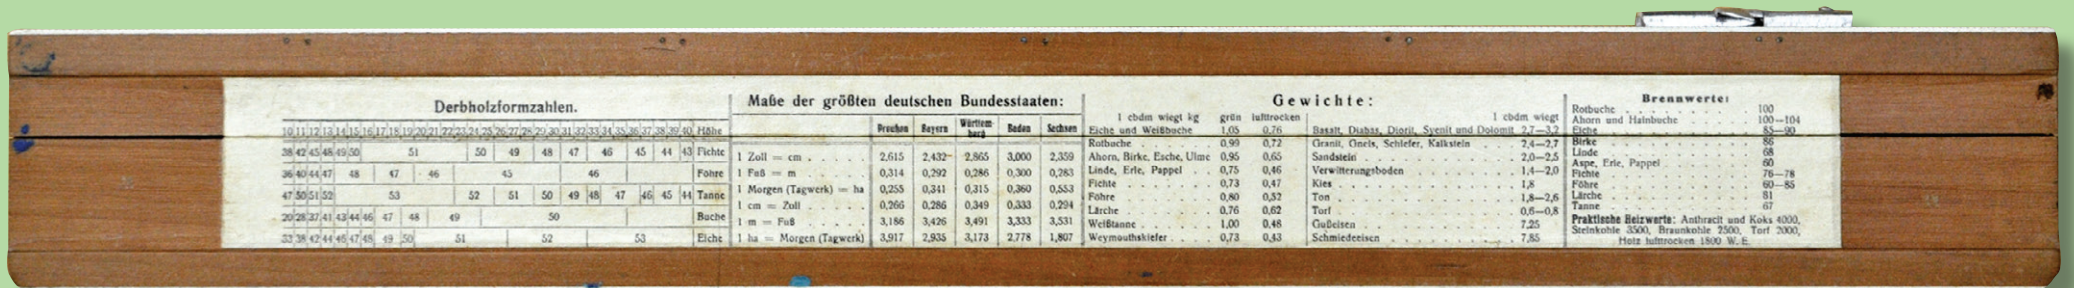 Derbholzformzahlen.
10 11 12 13 14 15 16 17 18 19 20 21 22 23 24 25 26 27 28 29 30 31 32 33 34 35 36 37 38 39 40 Höhe
38 42 45 48 49 50 51 50 49 48 47 46 45 44 43 Fichte
36 40 44 47 48 47 46 45 46 Föhre
47 50 51 52 53 52 51 50 49 48 47 46 45 44 Tanne
20 28 37 41 43 44 46 47 48 49 50 Buche
33 38 42 44 46 47 48 49 50 51 52 53 Eiche
Maße der größten deutschen Bundesstaaten:
Preußen Bayern Württemberg Baden Sachsen
1 Zoll = cm . . . . . 2,615 2,432 2,865 3,000 2,359
1 Fuß = m . . . . . 0,314 0,292 0,286 0,300 0,283
1 Morgen (Tagwerk) = ha 0,255 0,341 0,315 0,360 0,553
1 cm = Zoll . . . . . 0,266 0,286 0,349 0,333 0,294
1 m = Fuß . . . . . 3,186 3,426 3,491 3,333 3,531
1 ha = Morgen (Tagwerk) 3,917 2,935 3,173 2,778 1,807
Gewichte:
1 cbdm wiegt kg grün lufttrocken
Eiche und Weißbuche 1,05 0,76
Rotbuche . . . . . 0,99 0,72
Ahorn, Birke, Esche, Ulme 0,95 0,65
Linde, Erle, Pappel . . . 0,75 0,46
Fichte . . . . . 0,73 0,47
Föhre . . . . . 0,80 0,52
Lärche . . . . . 0,76 0,62
Weißtanne . . . . . 1,00 0,48
Weymouthskiefer . . . . 0,73 0,43
1 cbdm wiegt
Basalt, Diabas, Diorit, Syenit und Dolomit 2,7—3,2
Granit, Gneis, Schiefer, Kalkstein . . . . . 2,4—2,7
Sandstein . . . . . 2,0—2,5
Verwitterungsboden . . . . . 1,4—2,0
Kies . . . . . 1,8
Ton . . . . . 1,8—2,6
Torf . . . . . 0,6—0,8
Gußeisen . . . . . 7,25
Schmiedeeisen . . . . . 7,85
Brennwerte:
Rotbuche . . . . . 100
Ahorn und Hainbuche . . . 100—104
Eiche . . . . . 85—90
Birke . . . . . 86
Linde . . . . . 68
Aspe, Erle, Pappel . . . . . 60
Fichte . . . . . 76—78
Föhre . . . . . 60—85
Lärche . . . . . 81
Tanne . . . . . 67
Praktische Heizwerte: Anthracit und Koks 4000,
Steinkohle 3500, Braunkohle 2500, Torf 2000,
Holz lufttrocken 1800 W. E.